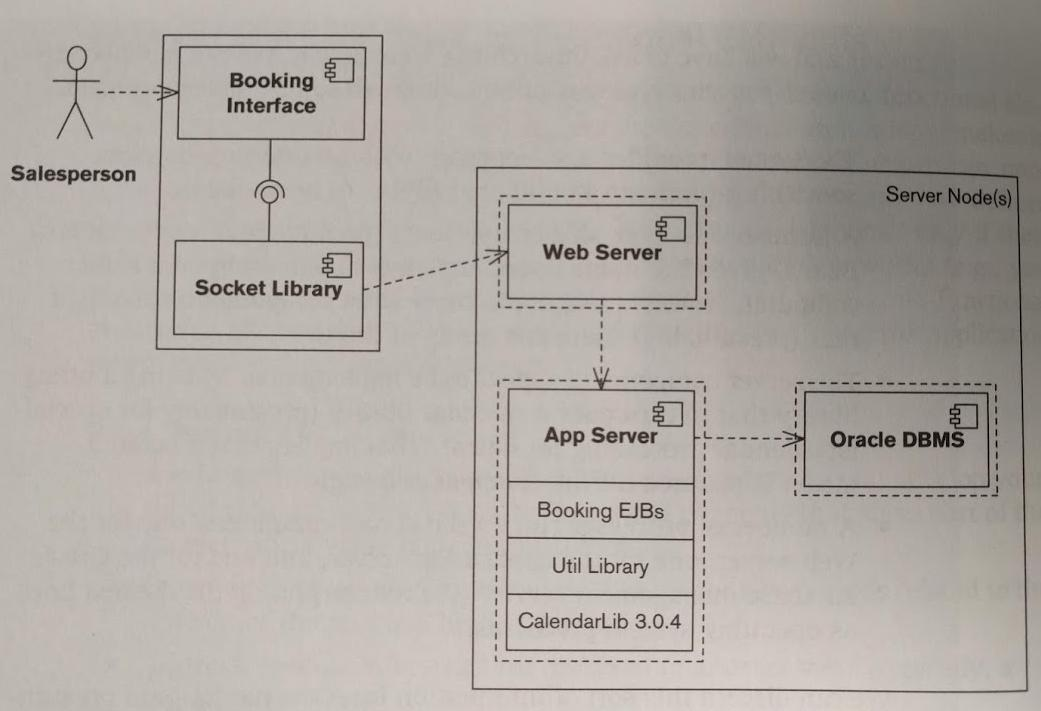 Booking
Interface
Salesperson
Socket Library
Server Node(s)
Web Server
App Server
Oracle DBMS
Booking EJBs
Util Library
CalendarLib 3.0.4